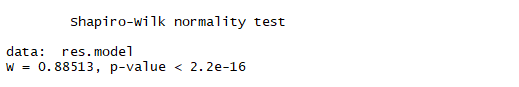 Shapiro-Wilk normality test
data:  res.model
W = 0.88513, p-value < 2.2e-16